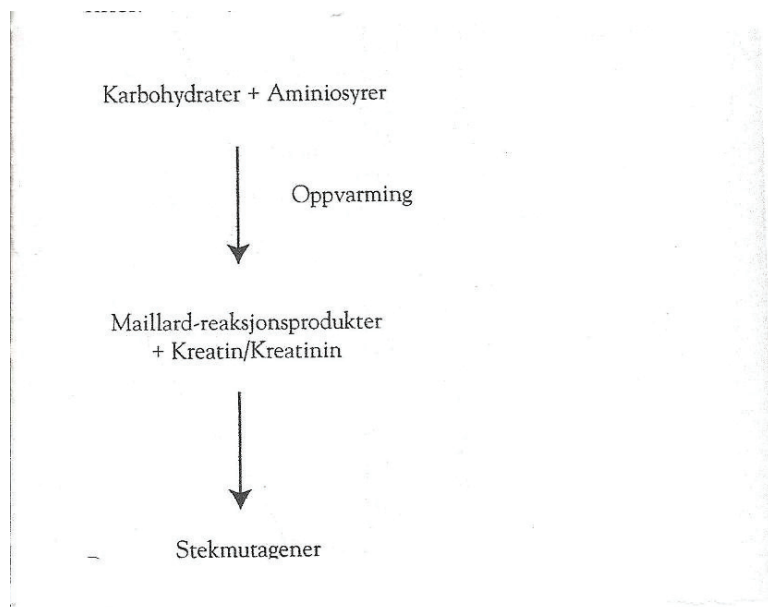 Karbohydrater + Aminiosyrer
Oppvarming
Maillard-reaksjonsprodukter
+ Kreatin/Kreatinin
Stekmutagener